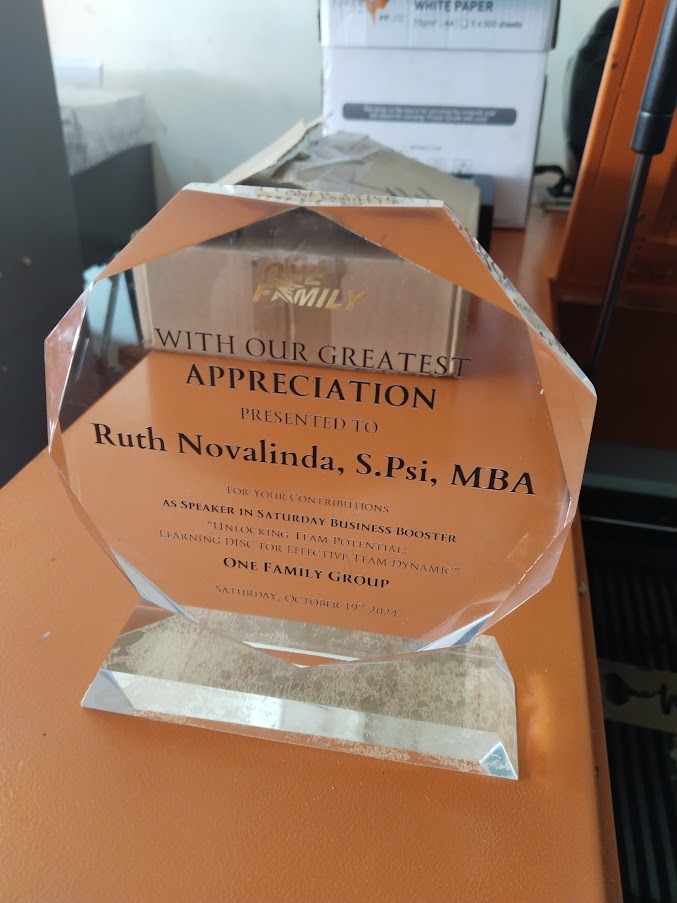 WHITE PAPER
ONE
FAMILY
WITH OUR GREATEST
APPRECIATION
PRESENTED TO
Ruth Novalinda, S.Psi, MBA
For Your Contributions
as Speaker in Saturday Business Booster
"Unlocking Team Potential:
Learning DISC for Effective Team Dynamic"
One FAMILY Group
Saturday, October 19th 2024